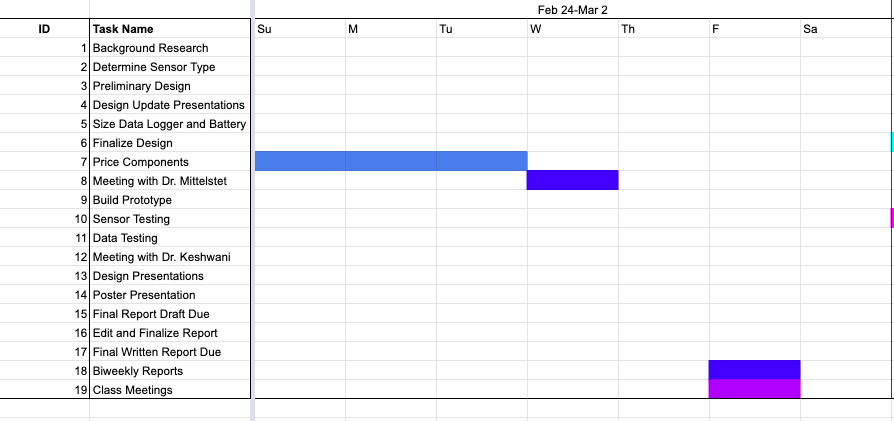 Feb 24-Mar 2
ID Task Name Su M Tu W Th F Sa
1 Background Research
2 Determine Sensor Type
3 Preliminary Design
4 Design Update Presentations
5 Size Data Logger and Battery
6 Finalize Design
7 Price Components
8 Meeting with Dr. Mittelstet
9 Build Prototype
10 Sensor Testing
11 Data Testing
12 Meeting with Dr. Keshwani
13 Design Presentations
14 Poster Presentation
15 Final Report Draft Due
16 Edit and Finalize Report
17 Final Written Report Due
18 Biweekly Reports
19 Class Meetings